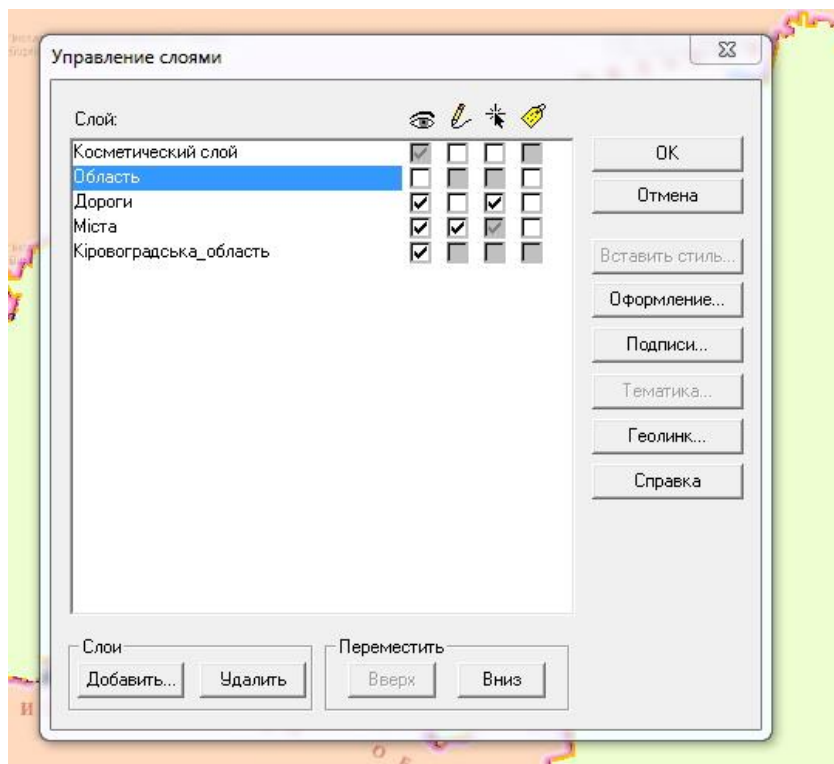 Управление слоями
Слой:
Косметический слой
Область
Дороги
Міста
Кіровоградська_область
OK
Отмена
Вставить стиль...
Оформление...
Подписи...
Тематика...
Геолинк...
Справка
Слои
Добавить...
Удалить
Переместить
Вверх
Вниз
И
О